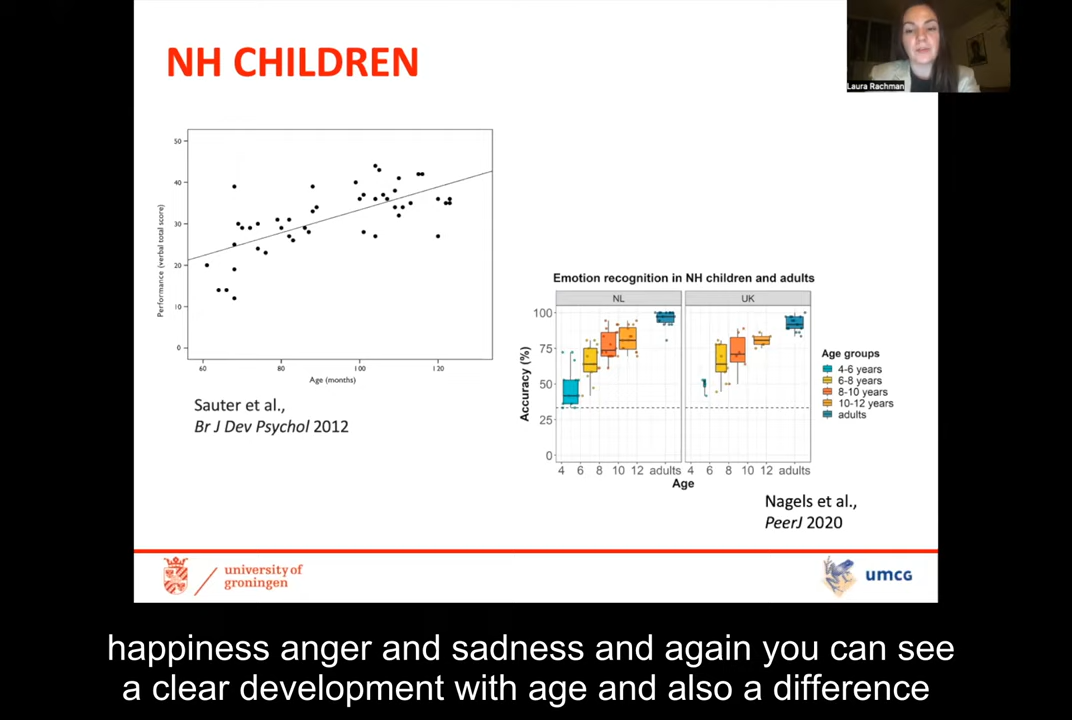 NH CHILDREN
Laura Rachman
50
40
30
20
10
0
Performance (verbal total score)
60
80
100
120
Age (months)
Sauter et al.,
Br J Dev Psychol 2012
Emotion recognition in NH children and adults
NL
UK
100
75
50
25
0
Accuracy (%)
4 6 8 10 12 adults 4 6 8 10 12 adults
Age
Age groups
4-6 years
6-8 years
8-10 years
10-12 years
adults
Nagels et al.,
PeerJ 2020
university of
groningen
umcg
happiness anger and sadness and again you can see
a clear development with age and also a difference